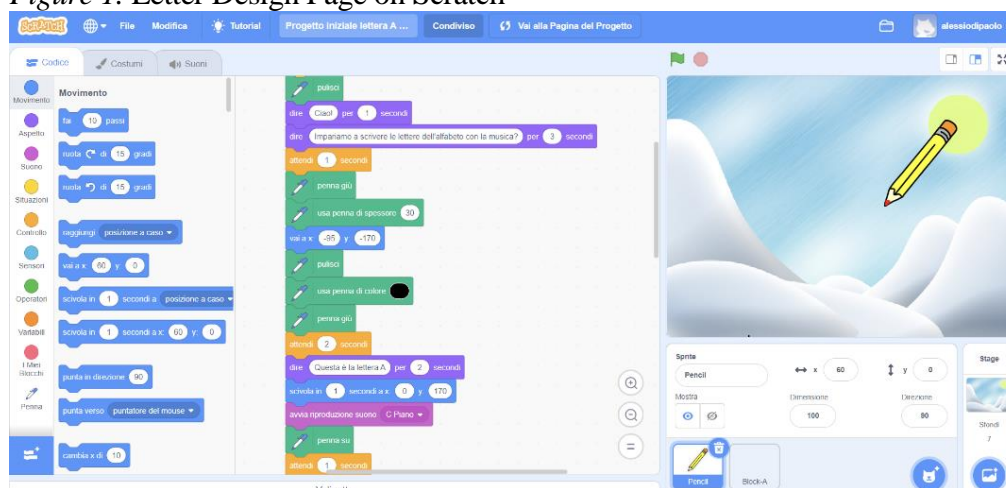 Figure 1. Letter Design Page on Scratch
SCRATCH File Modifica Tutorial Progetto Iniziale lettera A ... Condiviso Vai alla Pagina del Progetto alessiodipaolo
Codice Costumi Suoni
Movimento
Aspetto
Suono
Situazioni
Controllo
Sensori
Operatori
Variabili
I Miei Blocchi
Penna
Movimento
fai 10 passi
ruota di 15 gradi
ruota di 15 gradi
raggiungi posizione a caso
vai a x: 60 y: 0
scivola in 1 secondi a posizione a caso
scivola in 1 secondi a x: 60 y: 0
punta in direzione 90
punta verso puntatore del mouse
cambia x di 10
pulisci
dire Ciao! per 1 secondi
dire Impariamo a scrivere le lettere dell'alfabeto con la musica? per 3 secondi
attendi 1 secondi
penna giù
usa penna di spessore 30
vai a x: -95 y: -170
pulisci
usa penna di colore
penna giù
attendi 2 secondi
dire Questa è la lettera A per 2 secondi
scivola in 1 secondi a x: 0 y: 170
avvia riproduzione suono C Piano
penna su
attendi 1 secondi
Sprite
Pencil x 60 y 0
Mostra Dimensione Direzione
100
Pencil
Block-A
Stage
Sfondi